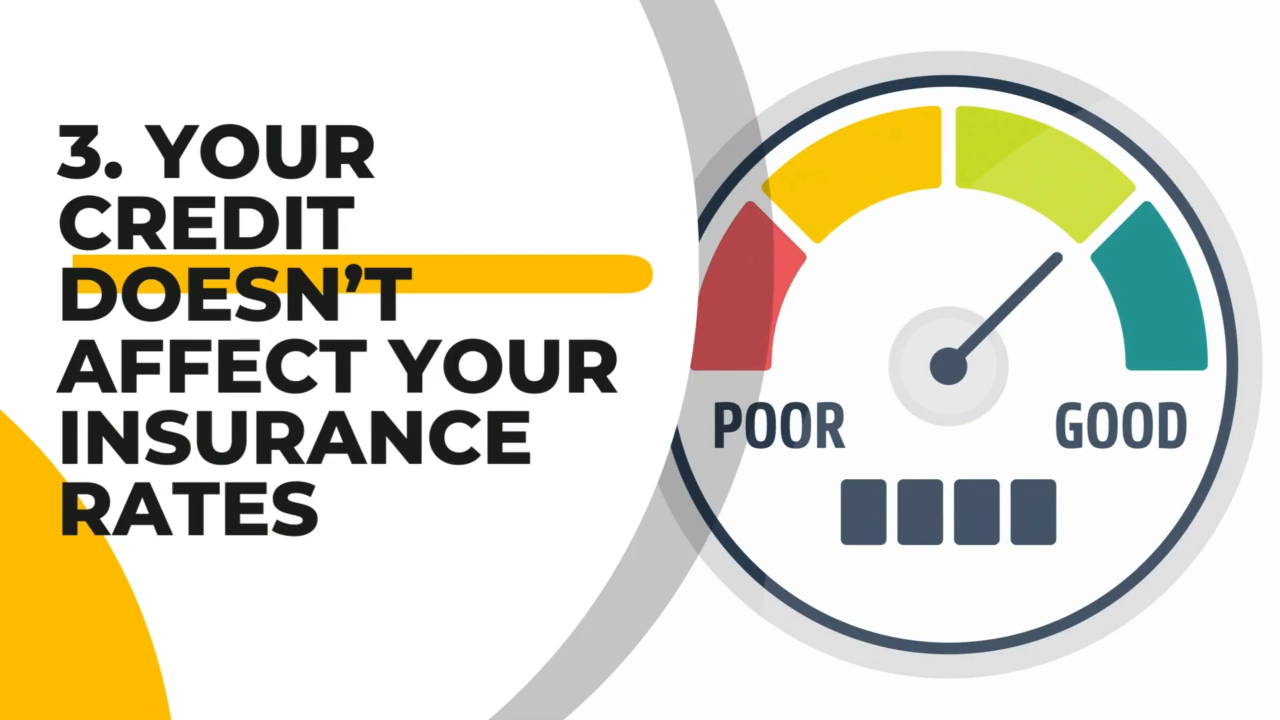 3. YOUR
CREDIT
DOESN’T
AFFECT YOUR
INSURANCE
RATES
POOR
GOOD